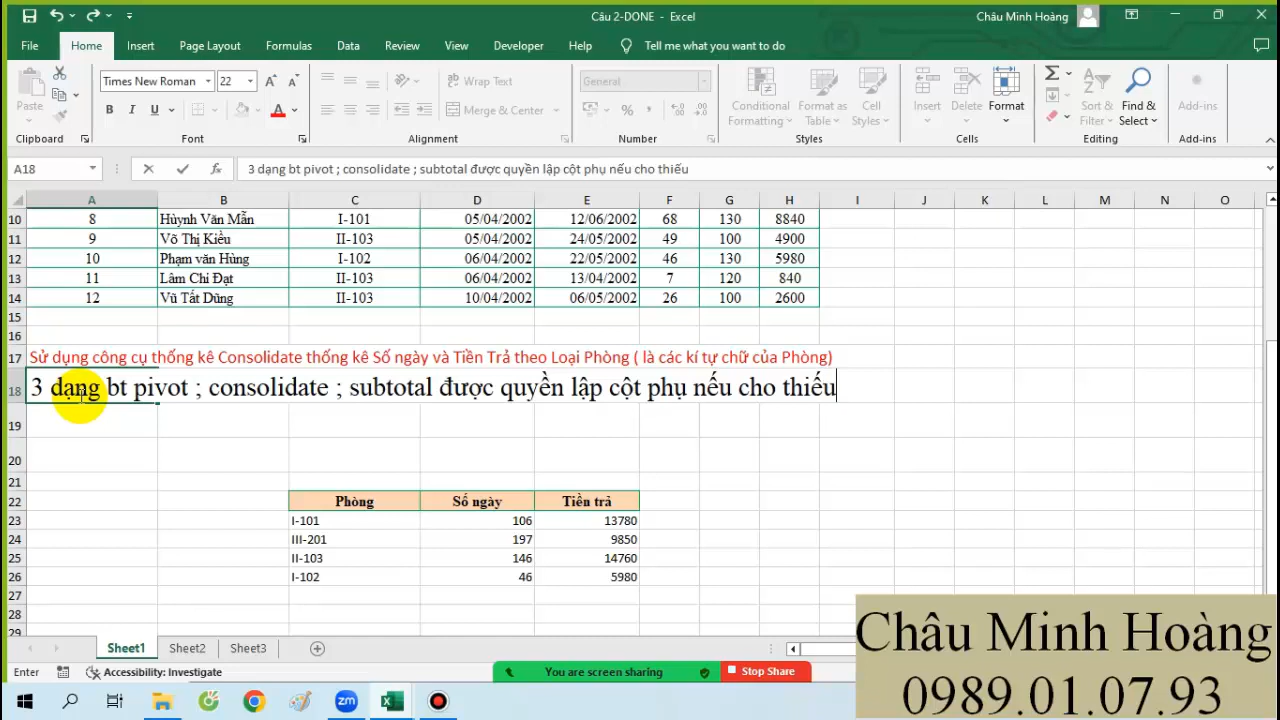 Câu 2-DONE - Excel
Châu Minh Hoàng
File Home Insert Page Layout Formulas Data Review View Developer Help Tell me what you want to do
Paste
Times New Roman 22
B I U
Wrap Text
Merge & Center
General
Conditional Formatting
Format as Table
Cell Styles
Insert Delete Format
Sort & Filter
Find & Select
Add-ins
Clipboard Font Alignment Number Styles Cells Editing Add-ins
A18 fx 3 dạng bt pivot ; consolidate ; subtotal được quyền lập cột phụ nếu cho thiếu
A B C D E F G H I J K L M N O
10 8 Hùynh Văn Mẫn I-101 05/04/2002 12/06/2002 68 130 8840
11 9 Võ Thị Kiều II-103 05/04/2002 24/05/2002 49 100 4900
12 10 Phạm văn Hùng I-102 06/04/2002 22/05/2002 46 130 5980
13 11 Lâm Chi Đạt II-103 06/04/2002 13/04/2002 7 120 840
14 12 Vũ Tất Dũng II-103 10/04/2002 06/05/2002 26 100 2600
15
16
17 Sử dụng công cụ thống kê Consolidate thống kê Số ngày và Tiền Trả theo Loại Phòng ( là các kí tự chữ của Phòng)
18 3 dạng bt pivot ; consolidate ; subtotal được quyền lập cột phụ nếu cho thiếu
19
20
21
22 Phòng Số ngày Tiền trả
23 I-101 106 13780
24 III-201 197 9850
25 II-103 146 14760
26 I-102 46 5980
27
28
29
Châu Minh Hoàng
0989.01.07.93
Sheet1 Sheet2 Sheet3
Enter Accessibility: Investigate
You are screen sharing Stop Share
zm